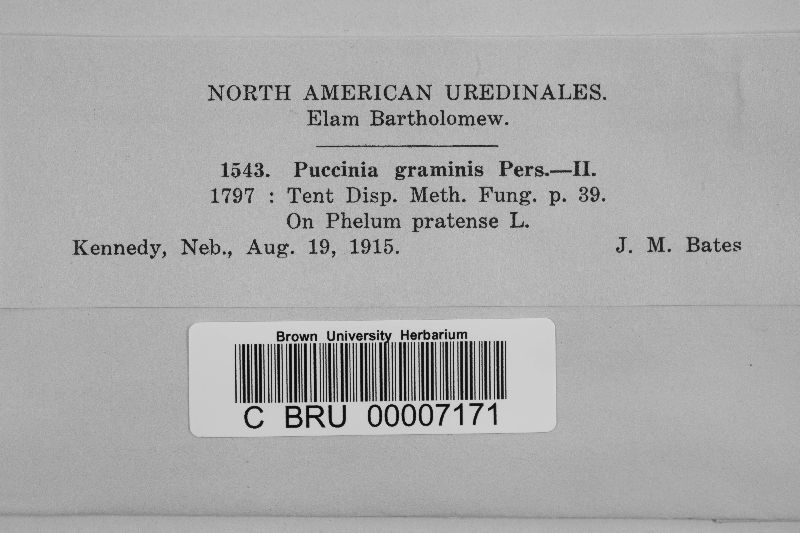 NORTH AMERICAN UREDINALES.
Elam Bartholomew.
1543. Puccinia graminis Pers.—II.
1797 : Tent Disp. Meth. Fung. p. 39.
On Phelum pratense L.
Kennedy, Neb., Aug. 19, 1915. J. M. Bates
Brown University Herbarium
C BRU 00007171